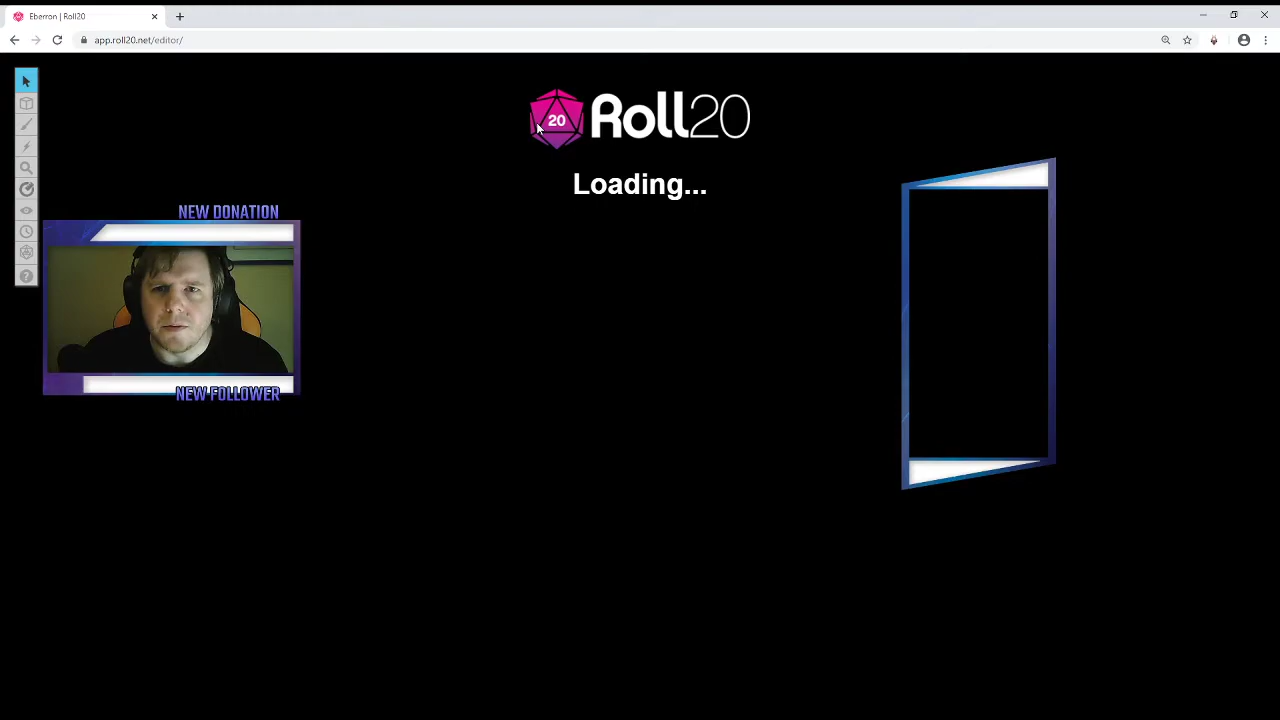 Eberron | Roll20
app.roll20.net/editor/
20
Roll20
Loading...
NEW DONATION
NEW FOLLOWER